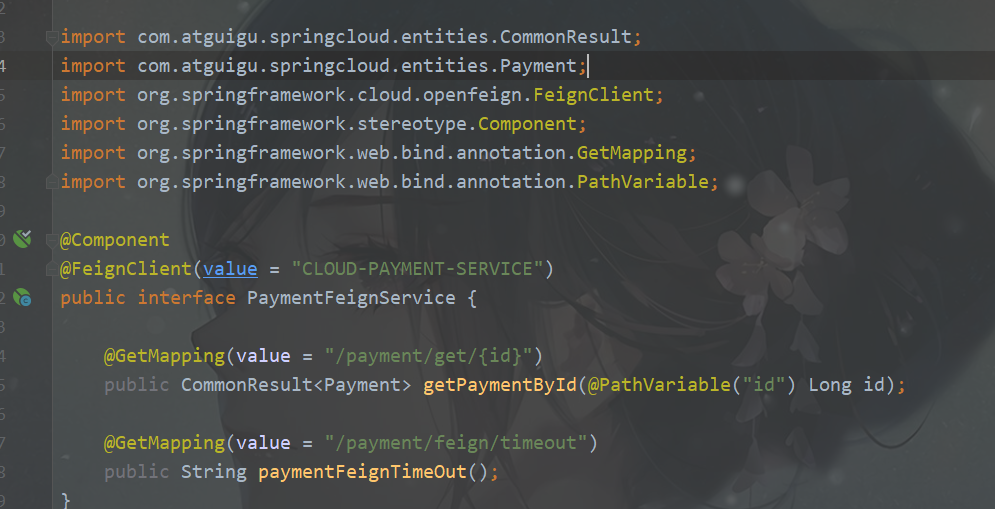 import com.atguigu.springcloud.entities.CommonResult;
import com.atguigu.springcloud.entities.Payment;
import org.springframework.cloud.openfeign.FeignClient;
import org.springframework.stereotype.Component;
import org.springframework.web.bind.annotation.GetMapping;
import org.springframework.web.bind.annotation.PathVariable;
@Component
@FeignClient(value = "CLOUD-PAYMENT-SERVICE")
public interface PaymentFeignService {
@GetMapping(value = "/payment/get/{id}")
public CommonResult<Payment> getPaymentById(@PathVariable("id") Long id);
@GetMapping(value = "/payment/feign/timeout")
public String paymentFeignTimeOut();
}